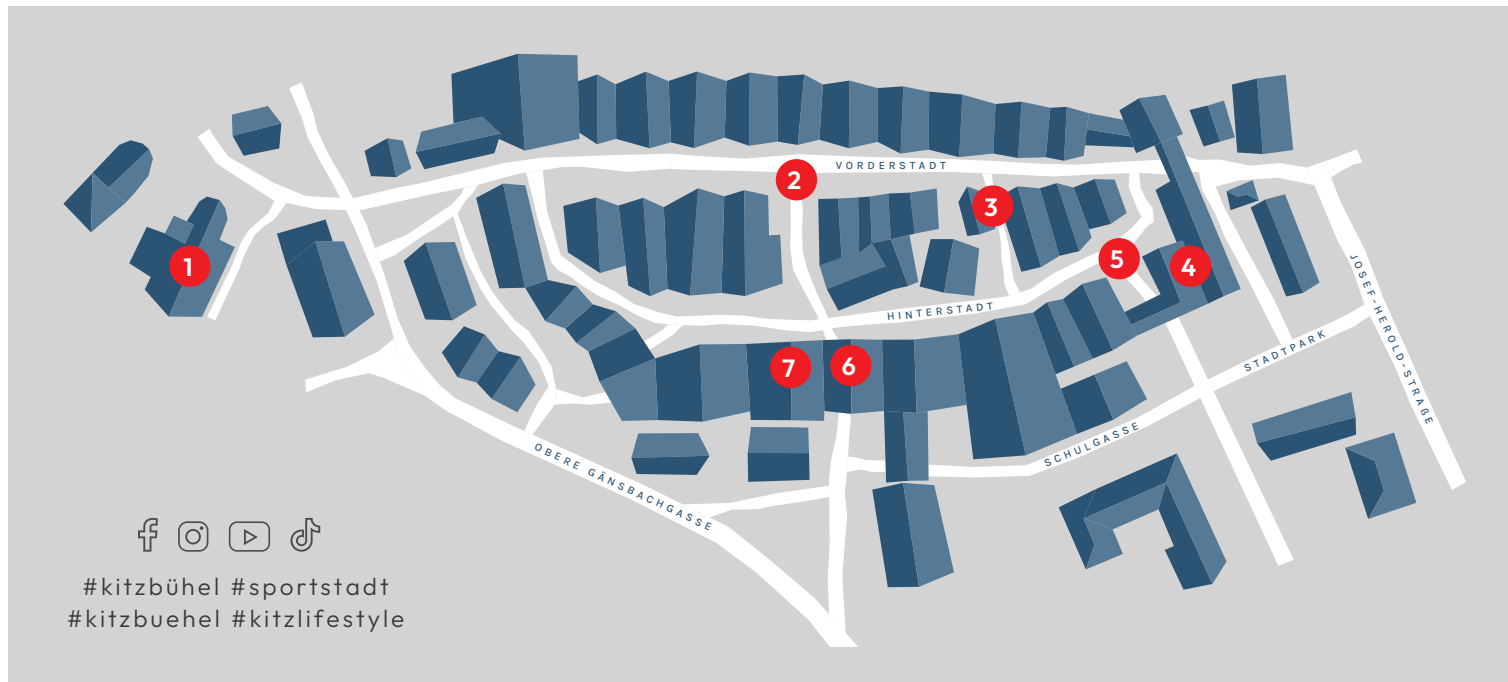 VORDERSTADT
2
3
1
5
4
HINTERSTADT
JOSEF-HEROLD-STRAßE
STADTPARK
7
6
SCHULGASSE
OBERE GÄNSBACHGASSE
#kitzbühel #sportstadt
#kitzbuehel #kitzlifestyle